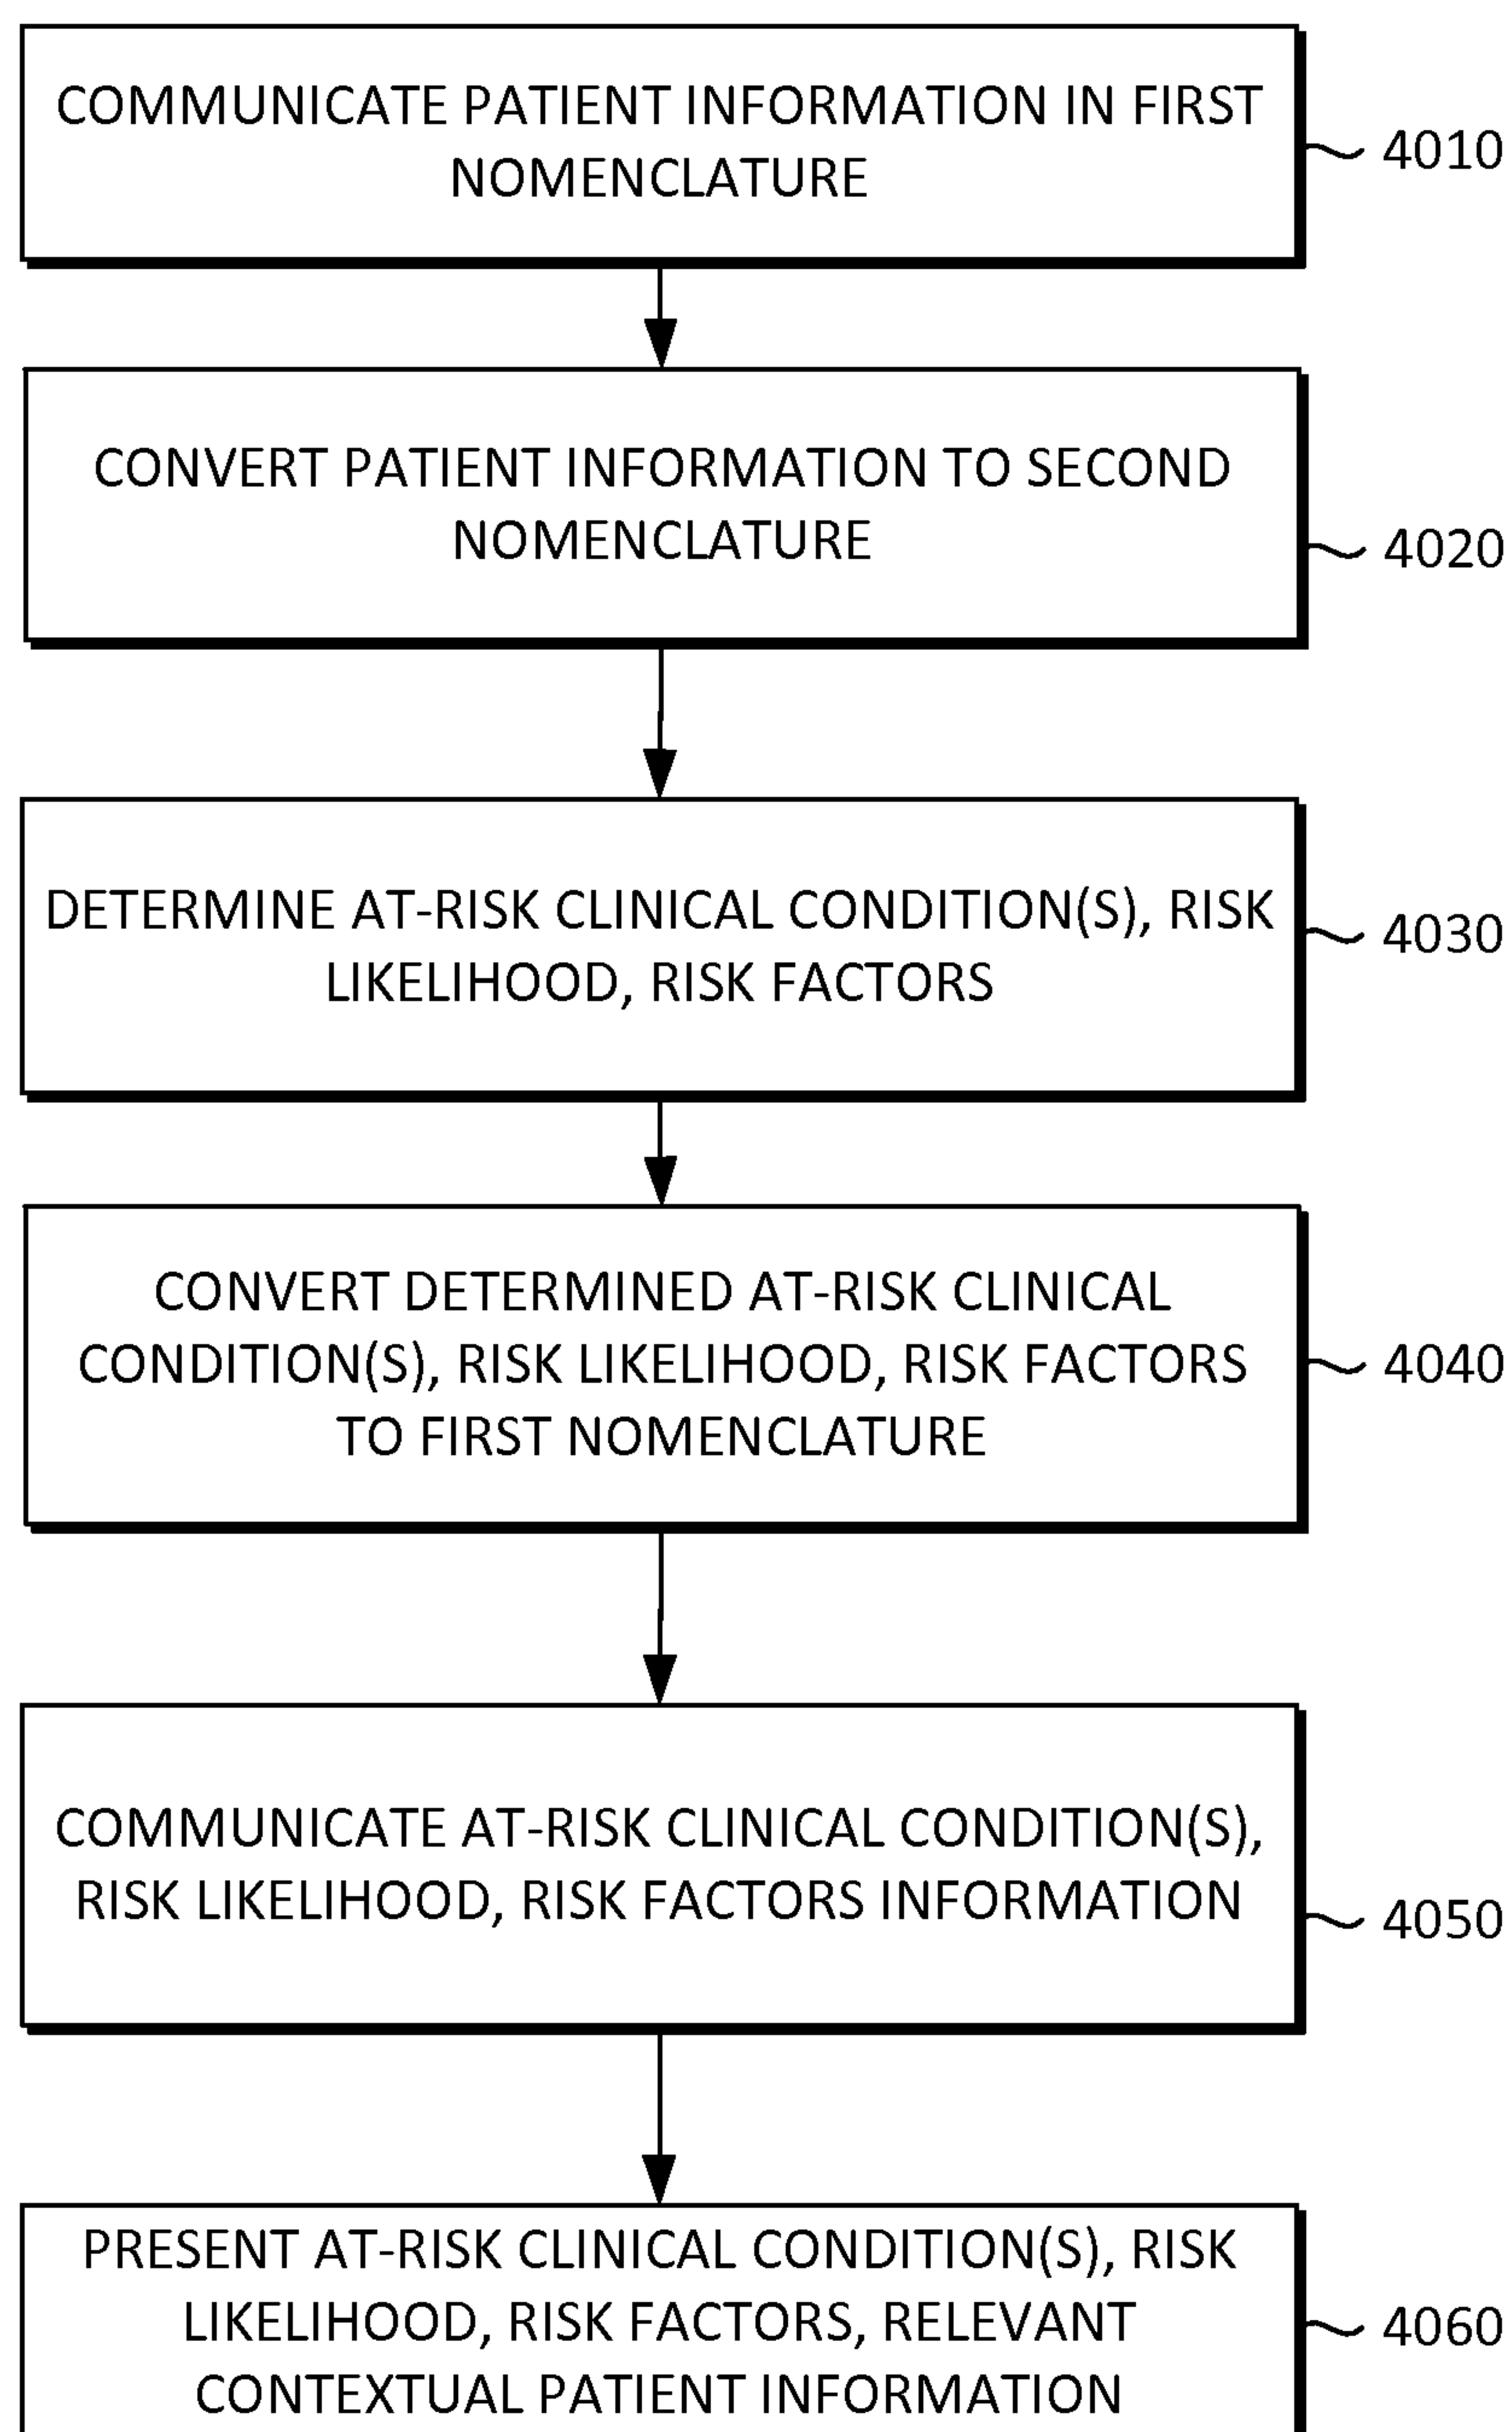 COMMUNICATE PATIENT INFORMATION IN FIRST
NOMENCLATURE
4010
CONVERT PATIENT INFORMATION TO SECOND
NOMENCLATURE
4020
DETERMINE AT-RISK CLINICAL CONDITION(S), RISK
LIKELIHOOD, RISK FACTORS
4030
CONVERT DETERMINED AT-RISK CLINICAL
CONDITION(S), RISK LIKELIHOOD, RISK FACTORS
TO FIRST NOMENCLATURE
4040
COMMUNICATE AT-RISK CLINICAL CONDITION(S),
RISK LIKELIHOOD, RISK FACTORS INFORMATION
4050
PRESENT AT-RISK CLINICAL CONDITION(S), RISK
LIKELIHOOD, RISK FACTORS, RELEVANT
CONTEXTUAL PATIENT INFORMATION
4060